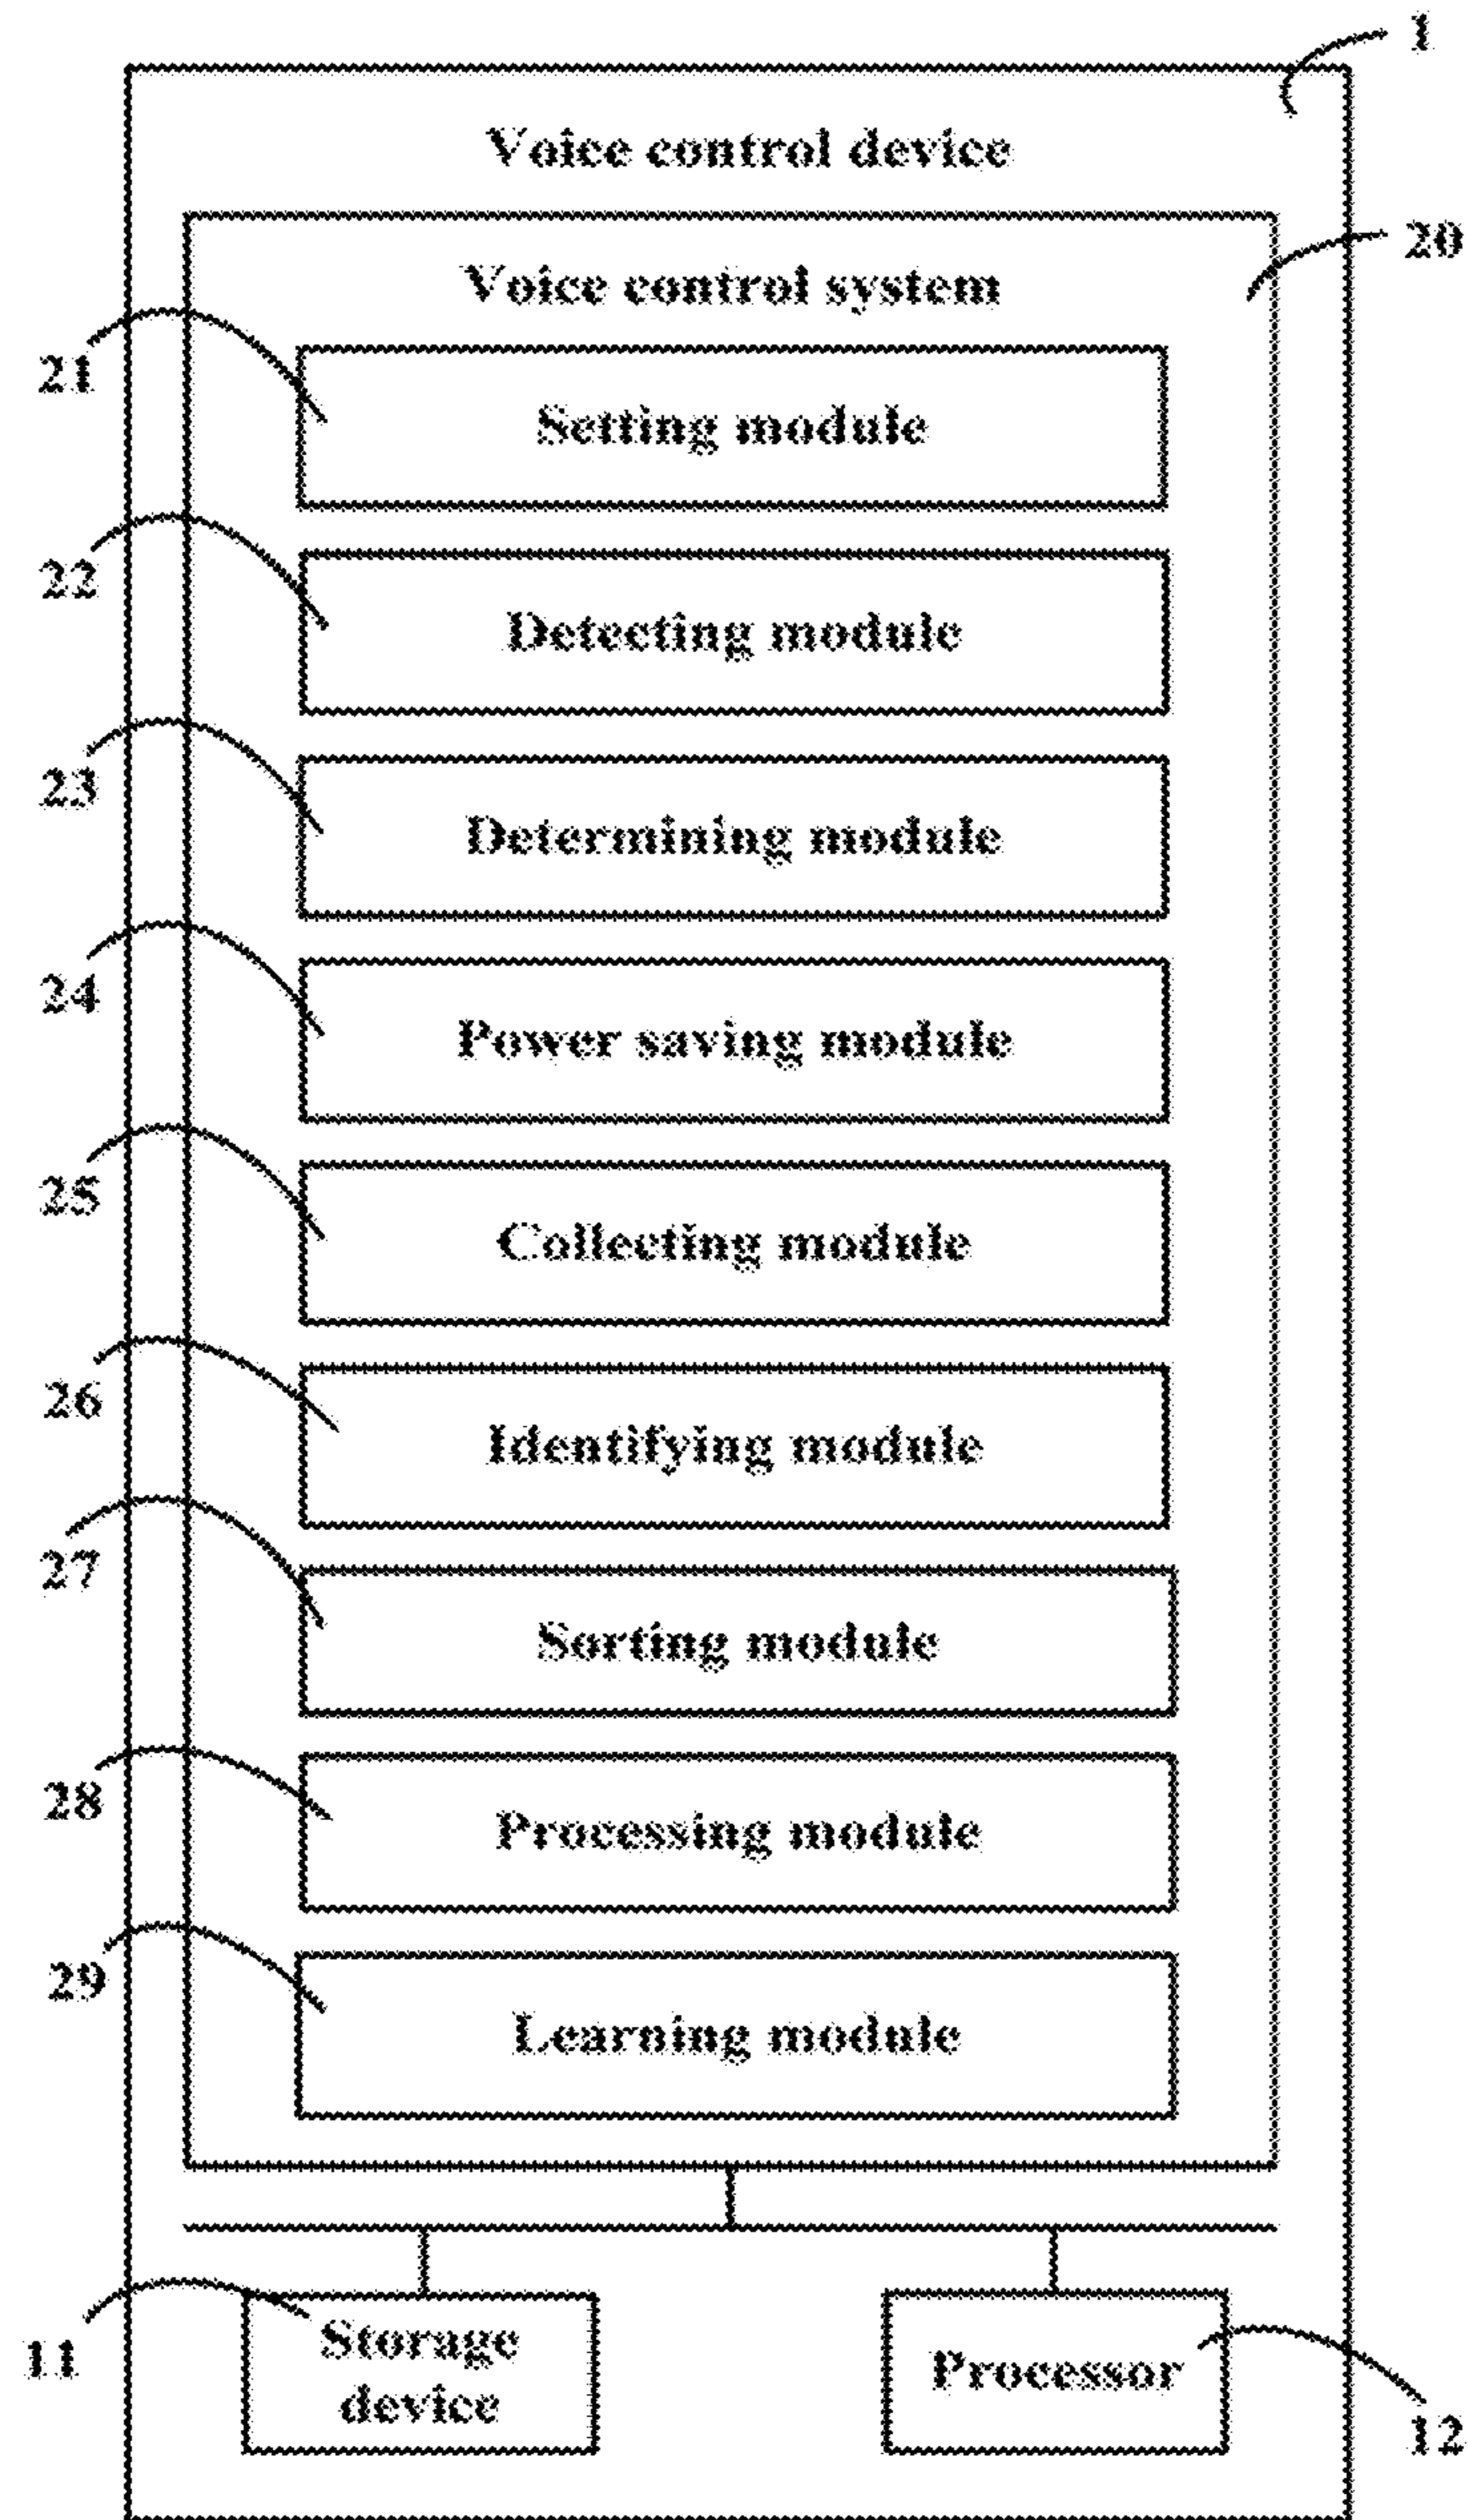 1
Voice control device
20
Voice control system
21
Setting module
22
Detecting module
23
Determining module
24
Power saving module
25
Collecting module
26
Identifying module
27
Sorting module
28
Processing module
29
Learning module
11
Storage
device
Processor
12